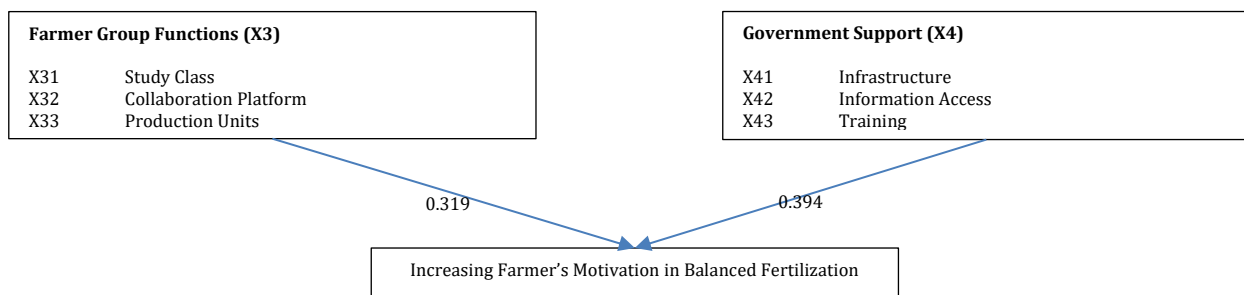 Farmer Group Functions (X3)
X31 Study Class
X32 Collaboration Platform
X33 Production Units
Government Support (X4)
X41 Infrastructure
X42 Information Access
X43 Training
0.319
0.394
Increasing Farmer's Motivation in Balanced Fertilization